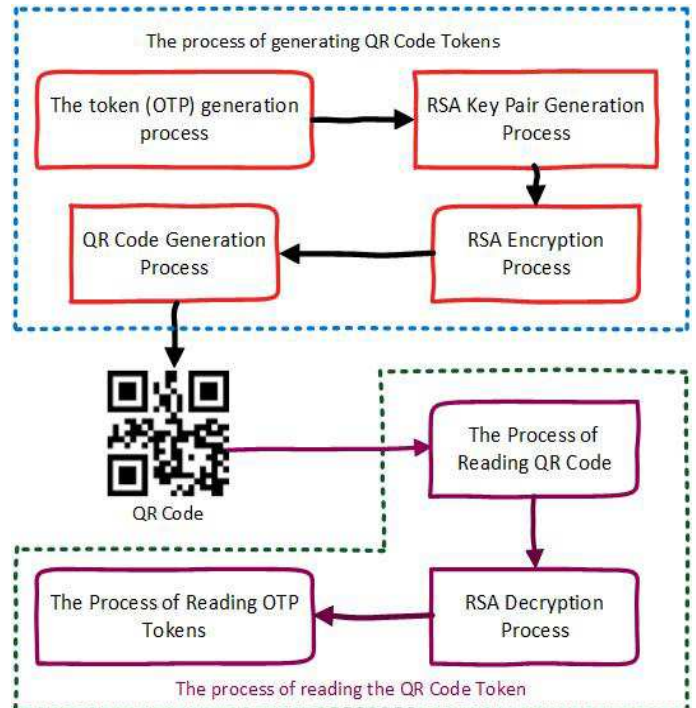 The process of generating QR Code Tokens
The token (OTP) generation
process
RSA Key Pair Generation
Process
RSA Encryption
Process
QR Code Generation
Process
QR Code
The Process of
Reading QR Code
RSA Decryption
Process
The Process of Reading OTP
Tokens
The process of reading the QR Code Token